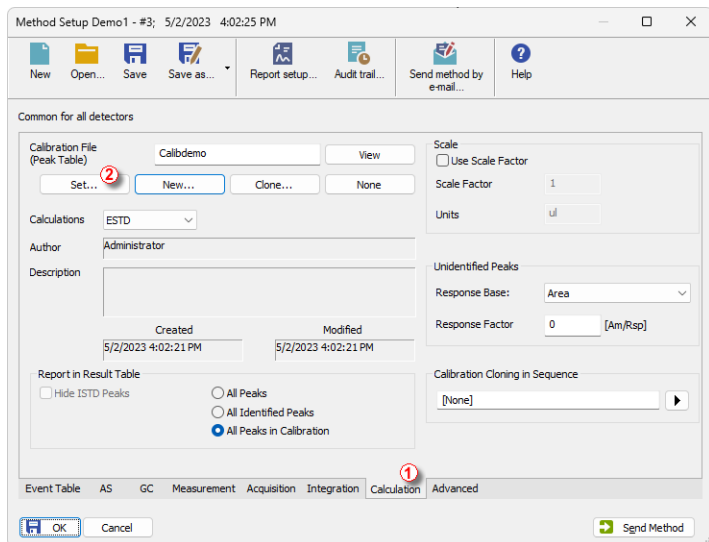 Method Setup Demo1 - #3; 5/2/2023 4:02:25 PM
New Open... Save Save as... Report setup... Audit trail... Send method by e-mail... Help
Common for all detectors
Calibration File
(Peak Table)
Calibdemo
View
Set...
2
New...
Clone...
None
Calculations
ESTD
Author
Administrator
Description
Created
Modified
5/2/2023 4:02:21 PM
5/2/2023 4:02:21 PM
Report in Result Table
Hide ISTD Peaks
All Peaks
All Identified Peaks
All Peaks in Calibration
Scale
Use Scale Factor
Scale Factor
1
Units
ul
Unidentified Peaks
Response Base:
Area
Response Factor
0
[Am/Rsp]
Calibration Cloning in Sequence
[None]
1
Event Table AS GC Measurement Acquisition Integration Calculation Advanced
OK
Cancel
Send Method